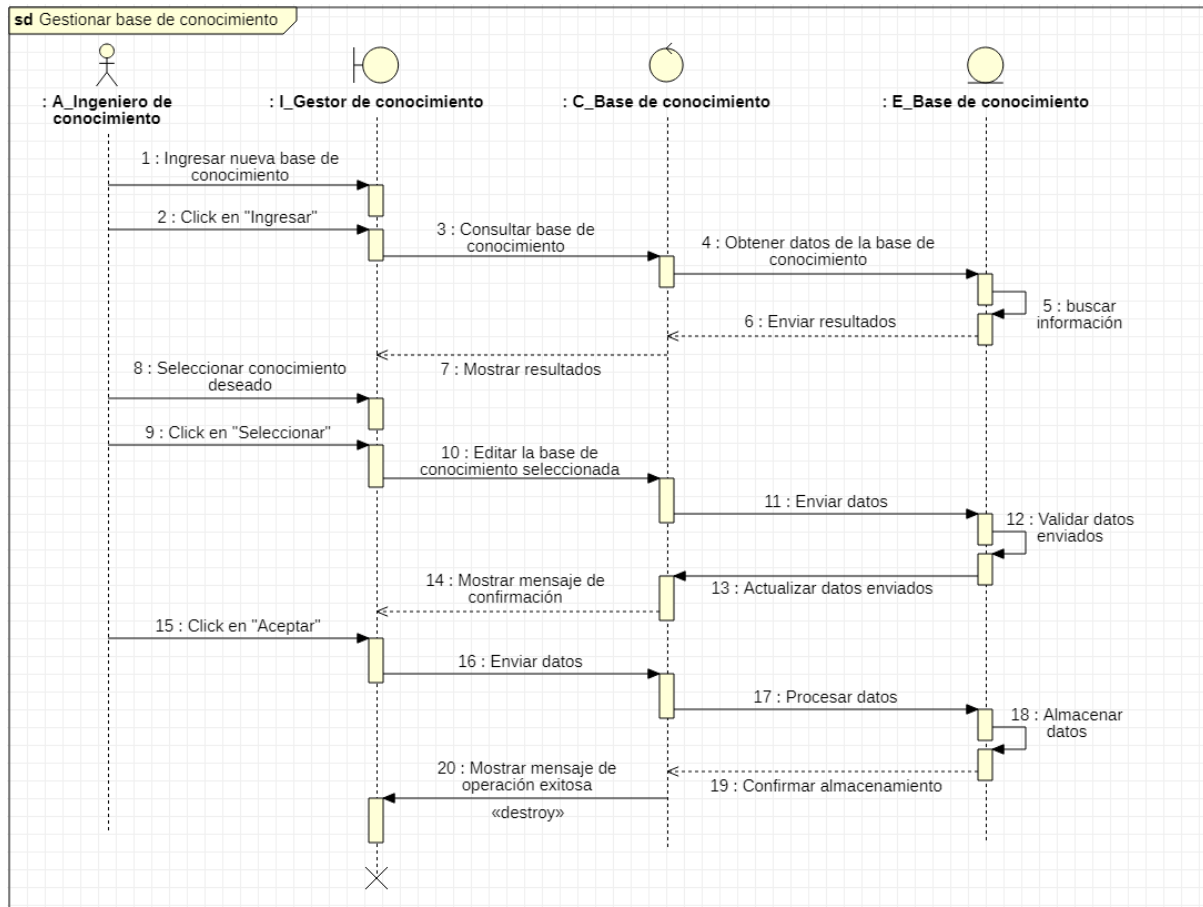 sd Gestionar base de conocimiento
: A_Ingeniero de
conocimiento
: I_Gestor de conocimiento
: C_Base de conocimiento
: E_Base de conocimiento
1 : Ingresar nueva base de
conocimiento
2 : Click en "Ingresar"
3 : Consultar base de
conocimiento
4 : Obtener datos de la base de
conocimiento
5 : buscar
información
6 : Enviar resultados
7 : Mostrar resultados
8 : Seleccionar conocimiento
deseado
9 : Click en "Seleccionar"
10 : Editar la base de
conocimiento seleccionada
11 : Enviar datos
12 : Validar datos
enviados
13 : Actualizar datos enviados
14 : Mostrar mensaje de
confirmación
15 : Click en "Aceptar"
16 : Enviar datos
17 : Procesar datos
18 : Almacenar
datos
19 : Confirmar almacenamiento
20 : Mostrar mensaje de
operación exitosa
«destroy»